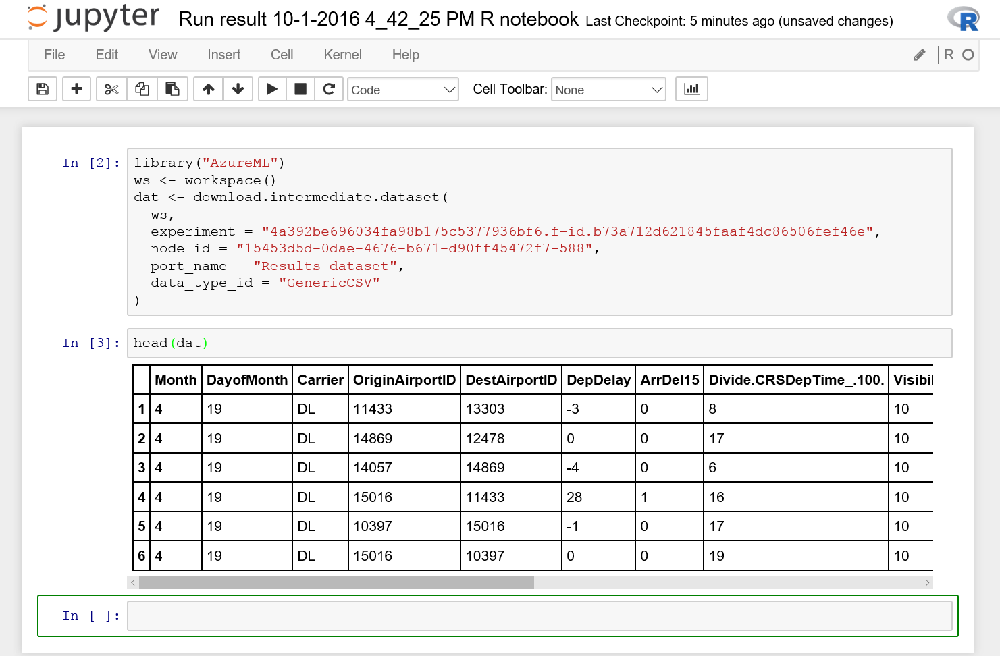 jupyter Run result 10-1-2016 4_42_25 PM R notebook Last Checkpoint: 5 minutes ago (unsaved changes) R
File Edit View Insert Cell Kernel Help R
Code Cell Toolbar: None
In [2]: library("AzureML")
ws <- workspace()
dat <- download.intermediate.dataset(
ws,
experiment = "4a392be696034fa98b175c5377936bf6.f-id.b73a712d621845faaf4dc86506fef46e",
node_id = "15453d5d-0dae-4676-b671-d90ff45472f7-588",
port_name = "Results dataset",
data_type_id = "GenericCSV"
)
In [3]: head(dat)
Month DayofMonth Carrier OriginAirportID DestAirportID DepDelay ArrDel15 Divide.CRSDepTime_.100. Visibil
1 4 19 DL 11433 13303 -3 0 8 10
2 4 19 DL 14869 12478 0 0 17 10
3 4 19 DL 14057 14869 -4 0 6 10
4 4 19 DL 15016 11433 28 1 16 10
5 4 19 DL 10397 15016 -1 0 17 10
6 4 19 DL 15016 10397 0 0 19 10
In [ ]: